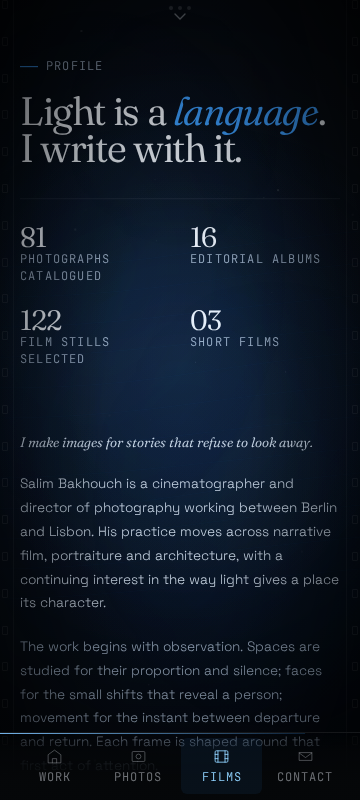 PROFILE
Light is a language.
I write with it.
81
PHOTOGRAPHS
CATALOGUED
16
EDITORIAL ALBUMS
122
FILM STILLS
SELECTED
03
SHORT FILMS
I make images for stories that refuse to look away.
Salim Bakhouch is a cinematographer and
director of photography working between Berlin
and Lisbon. His practice moves across narrative
film, portraiture and architecture, with a
continuing interest in the way light gives a place
its character.
The work begins with observation. Spaces are
studied for their proportion and silence; faces
for the small shifts that reveal a person;
movement for the instant between departure
and return. Each frame is shaped around that
first act of attention.
WORK
PHOTOS
FILMS
CONTACT